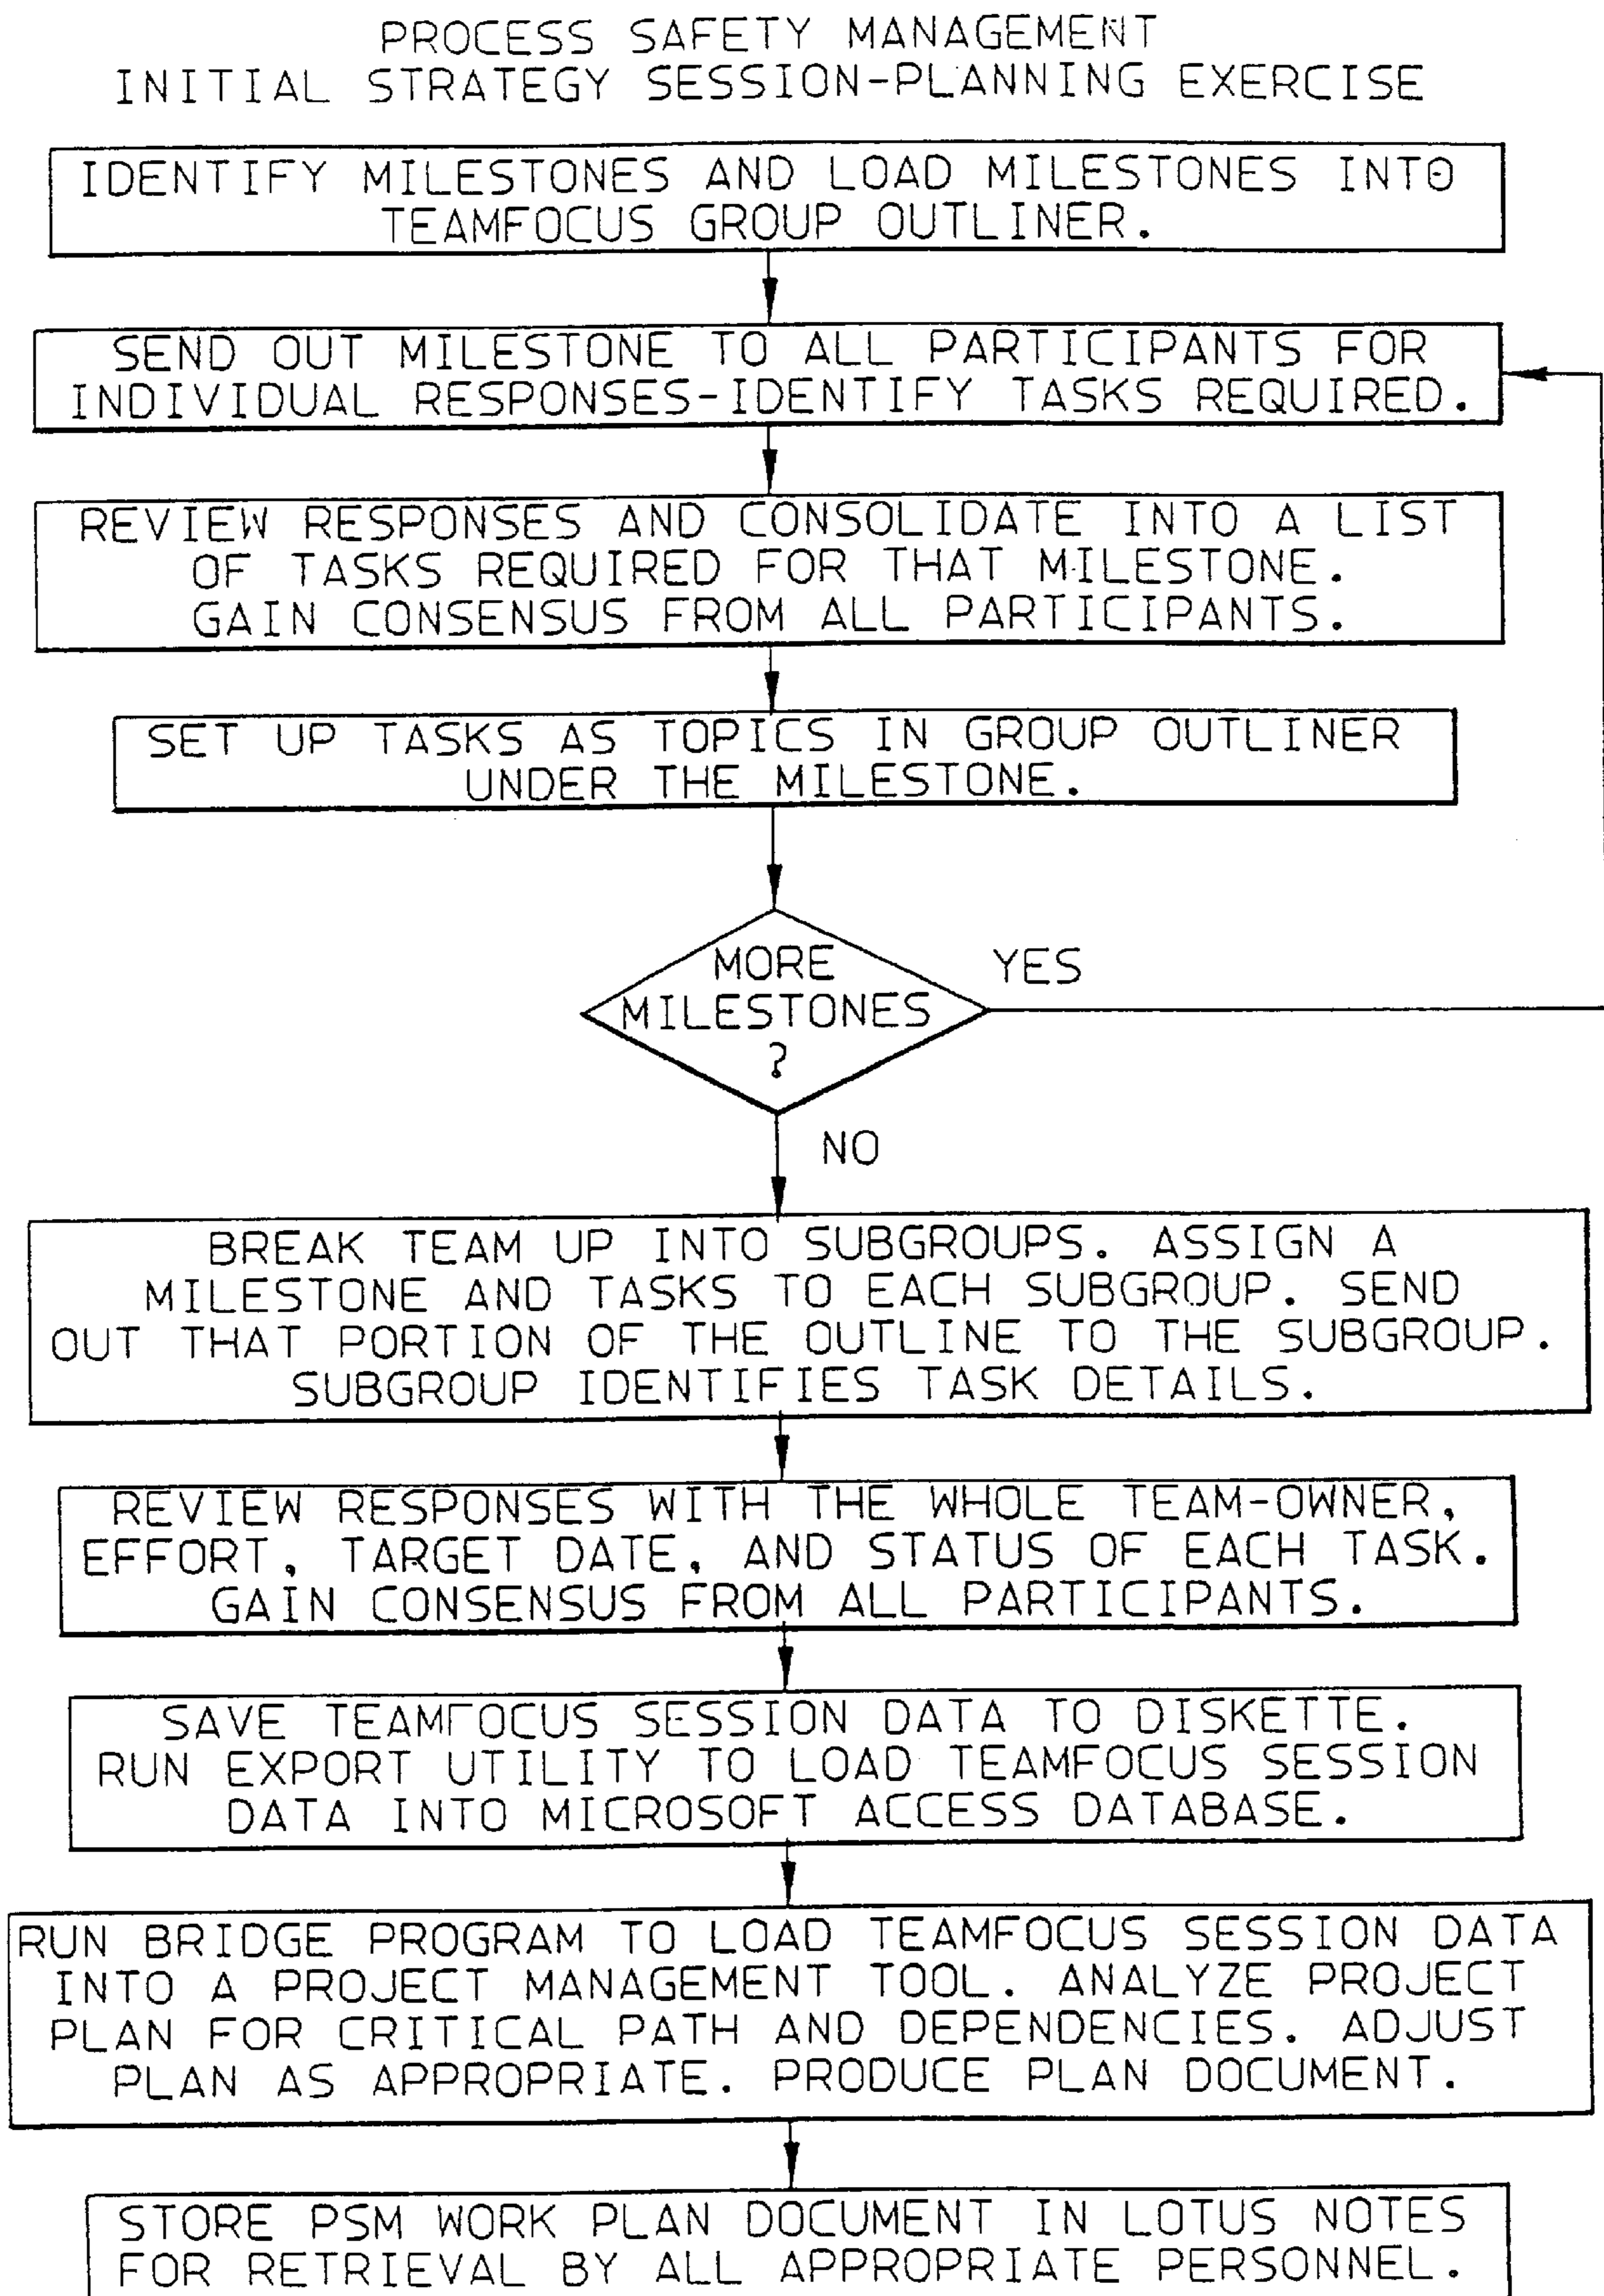 PROCESS SAFETY MANAGEMENT
INITIAL STRATEGY SESSION-PLANNING EXERCISE
IDENTIFY MILESTONES AND LOAD MILESTONES INTO
TEAMFOCUS GROUP OUTLINER.
SEND OUT MILESTONE TO ALL PARTICIPANTS FOR
INDIVIDUAL RESPONSES-IDENTIFY TASKS REQUIRED.
REVIEW RESPONSES AND CONSOLIDATE INTO A LIST
OF TASKS REQUIRED FOR THAT MILESTONE.
GAIN CONSENSUS FROM ALL PARTICIPANTS.
SET UP TASKS AS TOPICS IN GROUP OUTLINER
UNDER THE MILESTONE.
MORE
MILESTONES
?
YES
NO
BREAK TEAM UP INTO SUBGROUPS. ASSIGN A
MILESTONE AND TASKS TO EACH SUBGROUP. SEND
OUT THAT PORTION OF THE OUTLINE TO THE SUBGROUP.
SUBGROUP IDENTIFIES TASK DETAILS.
REVIEW RESPONSES WITH THE WHOLE TEAM-OWNER,
EFFORT, TARGET DATE, AND STATUS OF EACH TASK.
GAIN CONSENSUS FROM ALL PARTICIPANTS.
SAVE TEAMFOCUS SESSION DATA TO DISKETTE.
RUN EXPORT UTILITY TO LOAD TEAMFOCUS SESSION
DATA INTO MICROSOFT ACCESS DATABASE.
RUN BRIDGE PROGRAM TO LOAD TEAMFOCUS SESSION DATA
INTO A PROJECT MANAGEMENT TOOL. ANALYZE PROJECT
PLAN FOR CRITICAL PATH AND DEPENDENCIES. ADJUST
PLAN AS APPROPRIATE. PRODUCE PLAN DOCUMENT.
STORE PSM WORK PLAN DOCUMENT IN LOTUS NOTES
FOR RETRIEVAL BY ALL APPROPRIATE PERSONNEL.